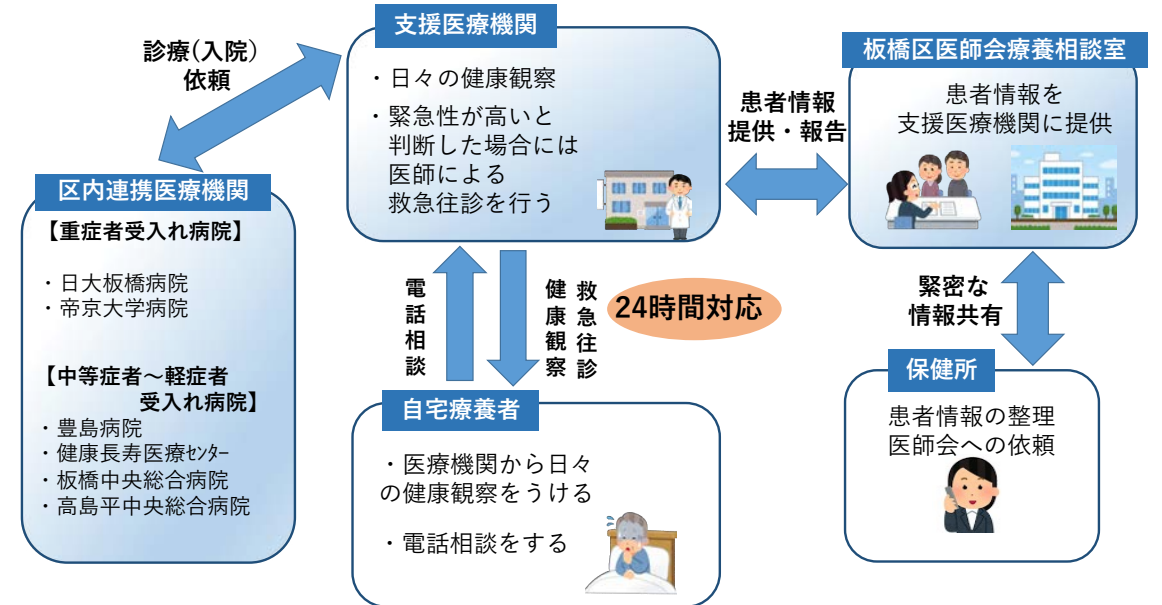 診療(入院)
依頼
支援医療機関
・日々の健康観察
・緊急性が高いと
判断した場合には
医師による
救急往診を行う
患者情報
提供・報告
板橋区医師会療養相談室
患者情報を
支援医療機関に提供
区内連携医療機関
【重症者受入れ病院】
・日大板橋病院
・帝京大学病院
【中等症者～軽症者
受入れ病院】
・豊島病院
・健康長寿医療ｾﾝﾀｰ
・板橋中央総合病院
・高島平中央総合病院
電話相談
救急往診
健康観察
24時間対応
緊密な
情報共有
自宅療養者
・医療機関から日々
の健康観察をうける
・電話相談をする
保健所
患者情報の整理
医師会への依頼